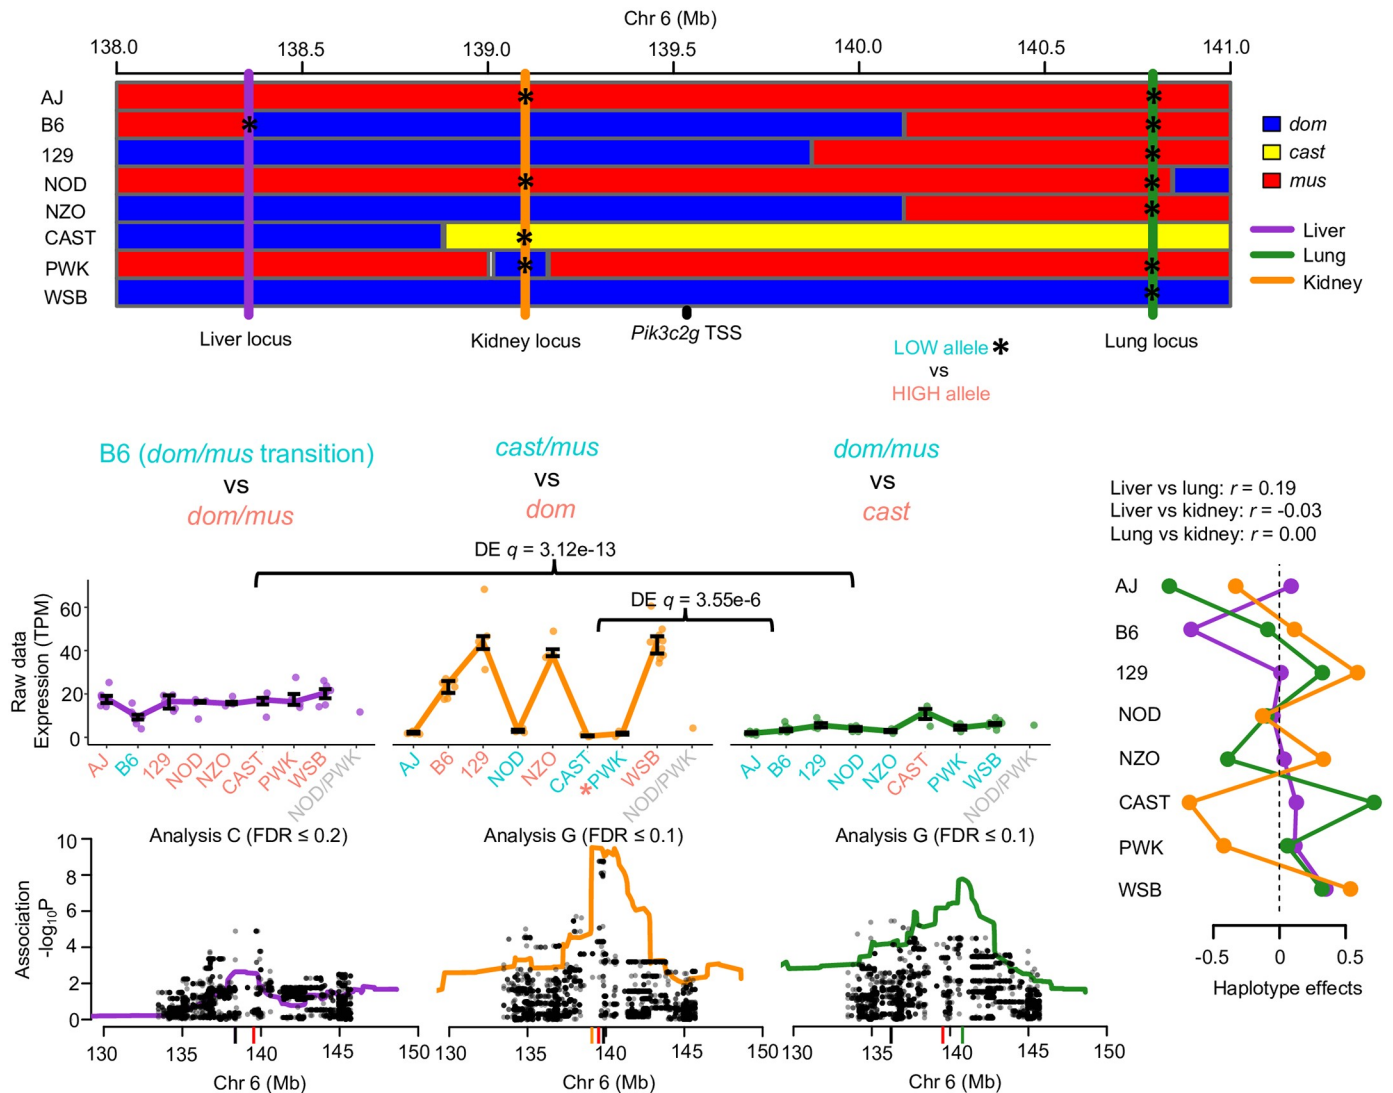 Chr 6 (Mb)
138.0 138.5 139.0 139.5 140.0 140.5 141.0
AJ
B6
129
NOD
NZO
CAST
PWK
WSB
dom
cast
mus
Liver
Lung
Kidney
Liver locus
Kidney locus
Pik3c2g TSS
Lung locus
LOW allele *
vs
HIGH allele
B6 (dom/mus transition)
vs
dom/mus
cast/mus
vs
dom
dom/mus
vs
cast
DE q = 3.12e-13
DE q = 3.55e-6
Raw data
Expression (TPM)
60
40
20
0
AJ B6 129 NOD NZO CAST PWK WSB NOD/PWK
AJ B6 129 NOD NZO CAST *PWK WSB NOD/PWK
AJ B6 129 NOD NZO CAST PWK WSB NOD/PWK
Analysis C (FDR ≤ 0.2)
Analysis G (FDR ≤ 0.1)
Analysis G (FDR ≤ 0.1)
Association
-log10P
10
8
6
4
2
0
130 135 140 145 150
130 135 140 145 150
130 135 140 145 150
Chr 6 (Mb)
Chr 6 (Mb)
Chr 6 (Mb)
Liver vs lung: r = 0.19
Liver vs kidney: r = -0.03
Lung vs kidney: r = 0.00
AJ
B6
129
NOD
NZO
CAST
PWK
WSB
-0.5 0 0.5
Haplotype effects